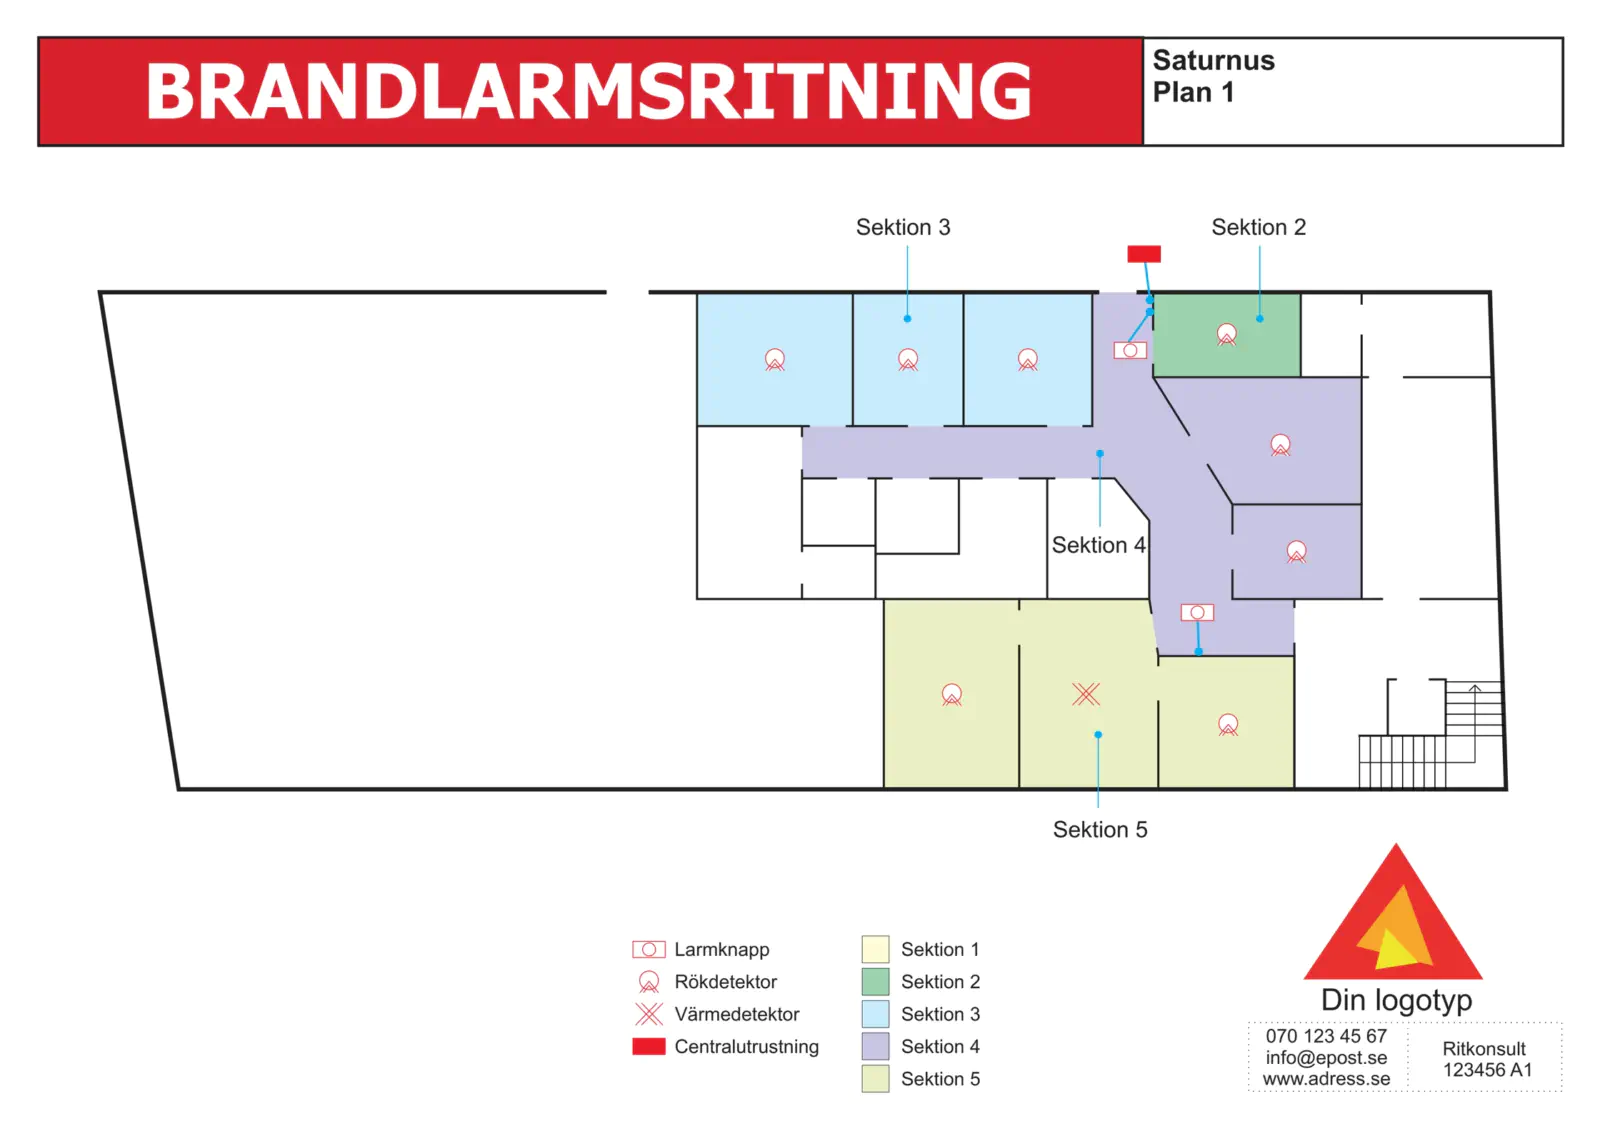 BRANDLARMSRITNING
Saturnus
Plan 1
Sektion 3
Sektion 2
Sektion 4
Sektion 5
Larmknapp
Rökdetektor
Värmedetektor
Centralutrustning
Sektion 1
Sektion 2
Sektion 3
Sektion 4
Sektion 5
Din logotyp
070 123 45 67
info@epost.se
www.adress.se
Ritkonsult
123456 A1